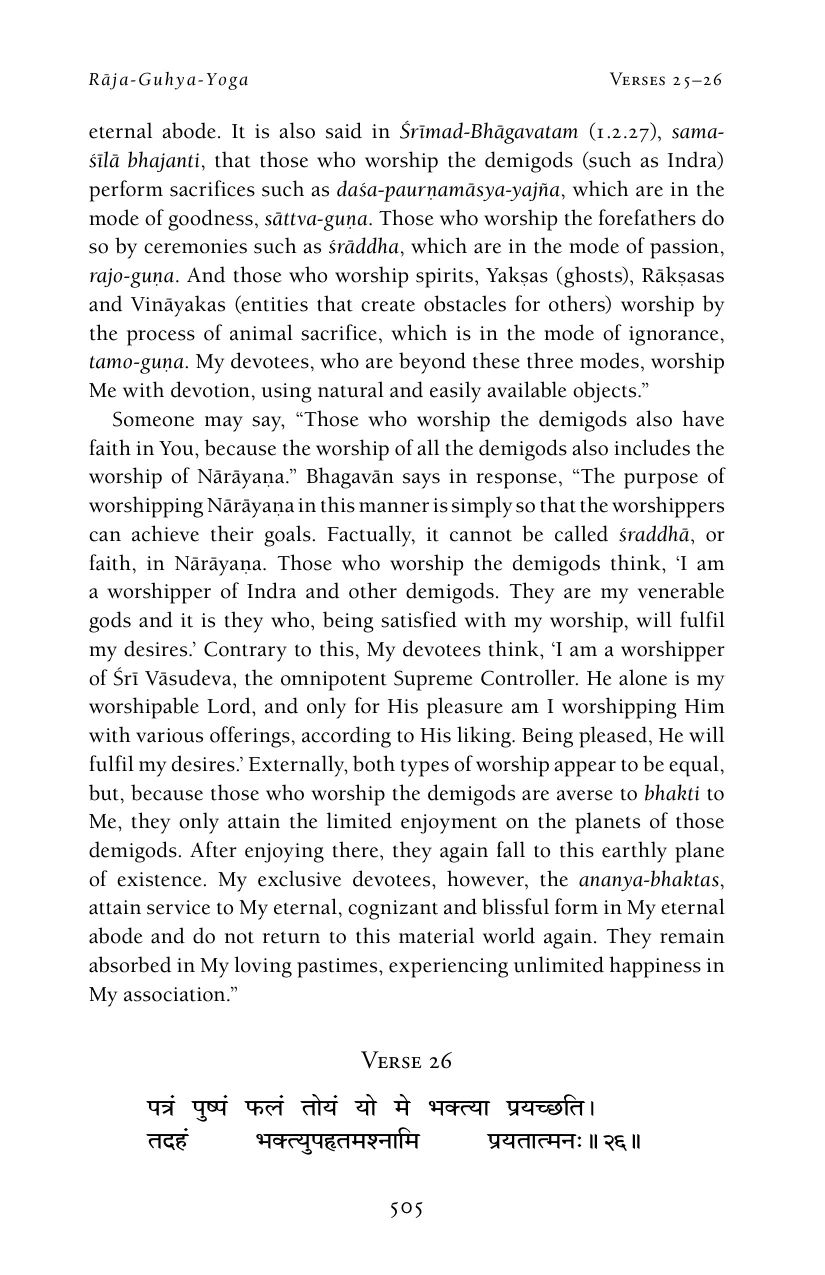 Rāja-Guhya-Yoga Verses 25–26
eternal abode. It is also said in Śrīmad-Bhāgavatam (1.2.27), sama-
śīlā bhajanti, that those who worship the demigods (such as Indra)
perform sacrifices such as daśa-paurṇamāsya-yajña, which are in the
mode of goodness, sāttva-guṇa. Those who worship the forefathers do
so by ceremonies such as śrāddha, which are in the mode of passion,
rajo-guṇa. And those who worship spirits, Yakṣas (ghosts), Rākṣasas
and Vināyakas (entities that create obstacles for others) worship by
the process of animal sacrifice, which is in the mode of ignorance,
tamo-guṇa. My devotees, who are beyond these three modes, worship
Me with devotion, using natural and easily available objects.”
Someone may say, “Those who worship the demigods also have
faith in You, because the worship of all the demigods also includes the
worship of Nārāyaṇa.” Bhagavān says in response, “The purpose of
worshipping Nārāyaṇa in this manner is simply so that the worshippers
can achieve their goals. Factually, it cannot be called śraddhā, or
faith, in Nārāyaṇa. Those who worship the demigods think, ‘I am
a worshipper of Indra and other demigods. They are my venerable
gods and it is they who, being satisfied with my worship, will fulfil
my desires.’ Contrary to this, My devotees think, ‘I am a worshipper
of Śrī Vāsudeva, the omnipotent Supreme Controller. He alone is my
worshipable Lord, and only for His pleasure am I worshipping Him
with various offerings, according to His liking. Being pleased, He will
fulfil my desires.’ Externally, both types of worship appear to be equal,
but, because those who worship the demigods are averse to bhakti to
Me, they only attain the limited enjoyment on the planets of those
demigods. After enjoying there, they again fall to this earthly plane
of existence. My exclusive devotees, however, the ananya-bhaktas,
attain service to My eternal, cognizant and blissful form in My eternal
abode and do not return to this material world again. They remain
absorbed in My loving pastimes, experiencing unlimited happiness in
My association.”
Verse 26
पत्रं पुष्पं फलं तोयं यो मे भक्त्या प्रयच्छति।
तदहं भक्त्युपहृतमश्नामि प्रयतात्मनः॥ २६॥
505